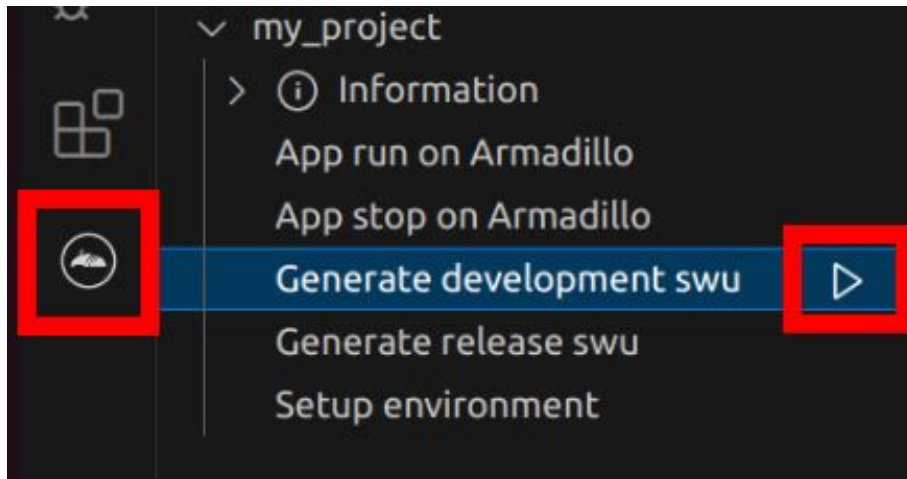 my_project
Information
App run on Armadillo
App stop on Armadillo
Generate development swu
Generate release swu
Setup environment